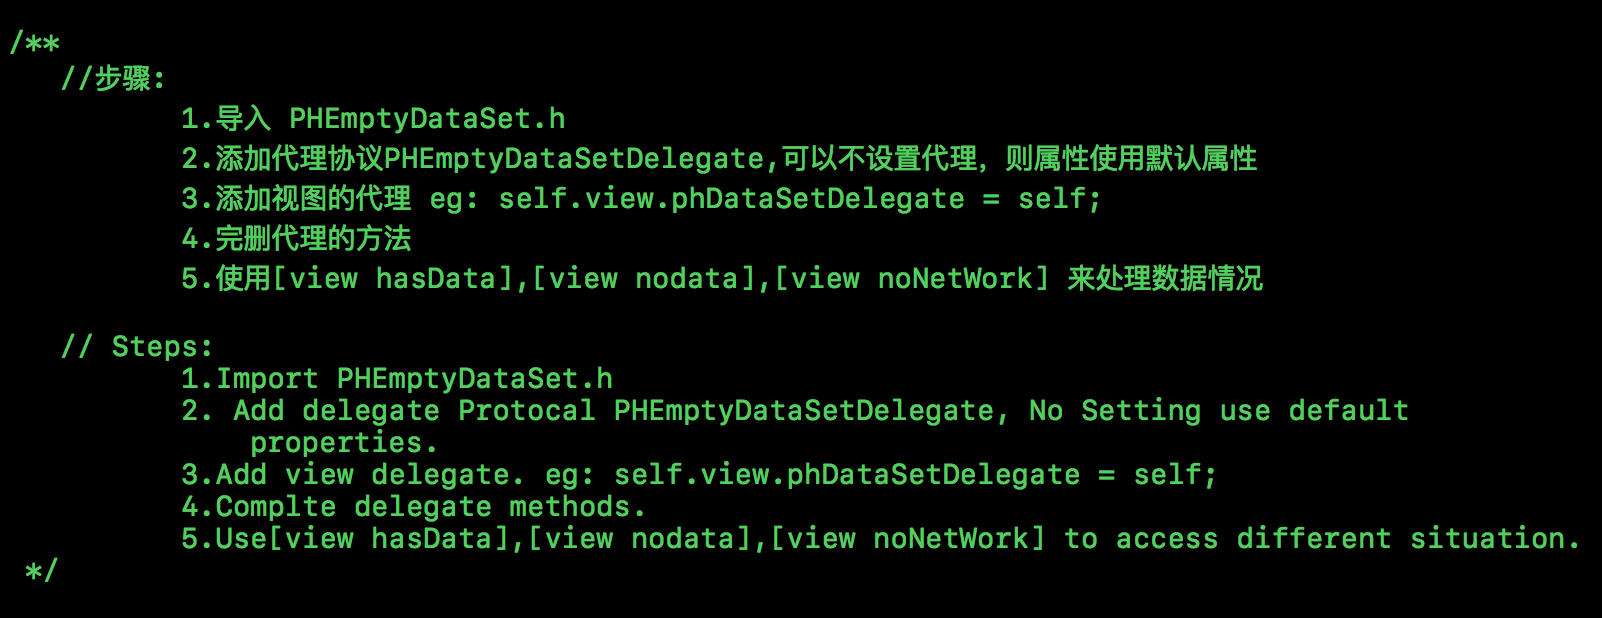 /**
//步骤:
1.导入 PHEmptyDataSet.h
2.添加代理协议PHEmptyDataSetDelegate,可以不设置代理，则属性使用默认属性
3.添加视图的代理 eg: self.view.phDataSetDelegate = self;
4.完删代理的方法
5.使用[view hasData],[view nodata],[view noNetWork] 来处理数据情况
// Steps:
1.Import PHEmptyDataSet.h
2. Add delegate Protocal PHEmptyDataSetDelegate, No Setting use default
properties.
3.Add view delegate. eg: self.view.phDataSetDelegate = self;
4.Complte delegate methods.
5.Use[view hasData],[view nodata],[view noNetWork] to access different situation.
*/